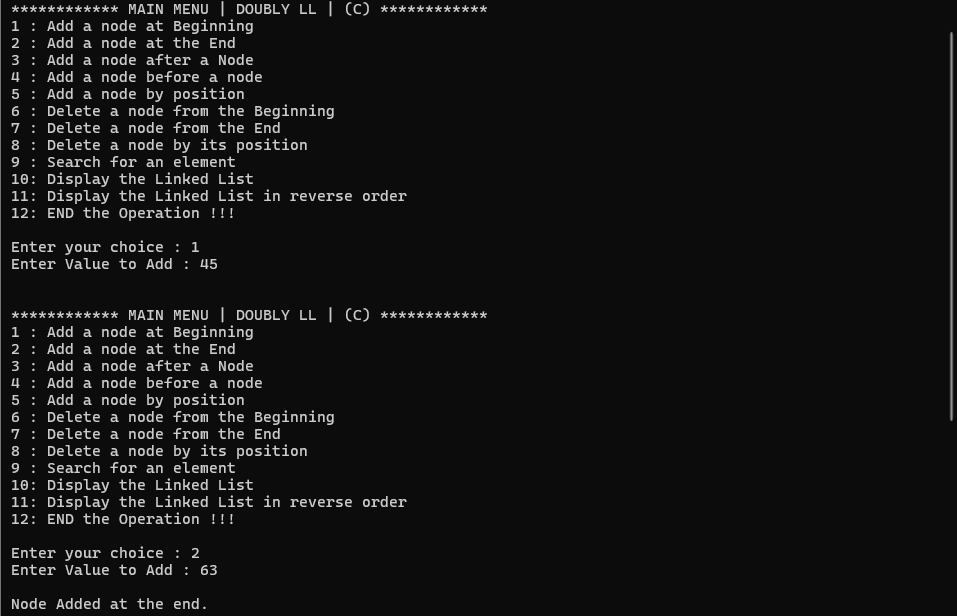 ************ MAIN MENU | DOUBLY LL | (C) ************
1 : Add a node at Beginning
2 : Add a node at the End
3 : Add a node after a Node
4 : Add a node before a node
5 : Add a node by position
6 : Delete a node from the Beginning
7 : Delete a node from the End
8 : Delete a node by its position
9 : Search for an element
10: Display the Linked List
11: Display the Linked List in reverse order
12: END the Operation !!!
Enter your choice : 1
Enter Value to Add : 45
************ MAIN MENU | DOUBLY LL | (C) ************
1 : Add a node at Beginning
2 : Add a node at the End
3 : Add a node after a Node
4 : Add a node before a node
5 : Add a node by position
6 : Delete a node from the Beginning
7 : Delete a node from the End
8 : Delete a node by its position
9 : Search for an element
10: Display the Linked List
11: Display the Linked List in reverse order
12: END the Operation !!!
Enter your choice : 2
Enter Value to Add : 63
Node Added at the end.